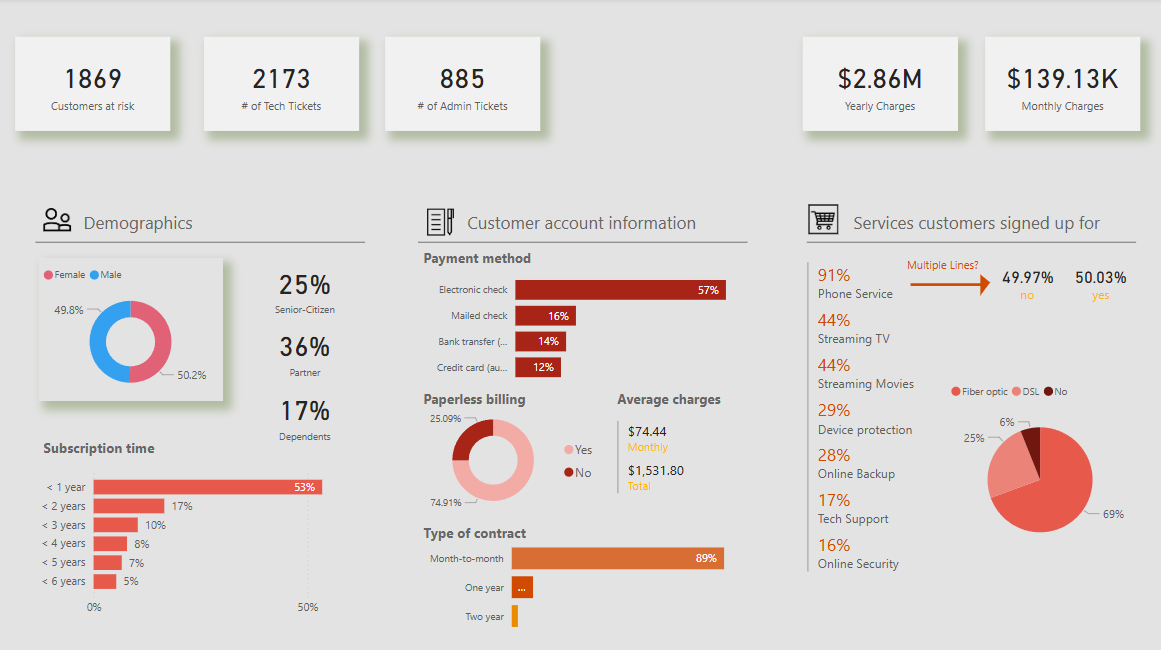 1869
Customers at risk
2173
# of Tech Tickets
885
# of Admin Tickets
$2.86M
Yearly Charges
$139.13K
Monthly Charges
Demographics
Female Male
49.8%
50.2%
25%
Senior-Citizen
36%
Partner
17%
Dependents
Subscription time
< 1 year 53%
< 2 years 17%
< 3 years 10%
< 4 years 8%
< 5 years 7%
< 6 years 5%
0% 50%
Customer account information
Payment method
Electronic check 57%
Mailed check 16%
Bank transfer (... 14%
Credit card (au... 12%
Paperless billing
25.09%
74.91%
Yes
No
Average charges
$74.44
Monthly
$1,531.80
Total
Type of contract
Month-to-month 89%
One year ...
Two year
Services customers signed up for
91%
Phone Service
Multiple Lines?
49.97%
no
50.03%
yes
44%
Streaming TV
44%
Streaming Movies
29%
Device protection
28%
Online Backup
17%
Tech Support
16%
Online Security
Fiber optic DSL No
6%
25%
69%